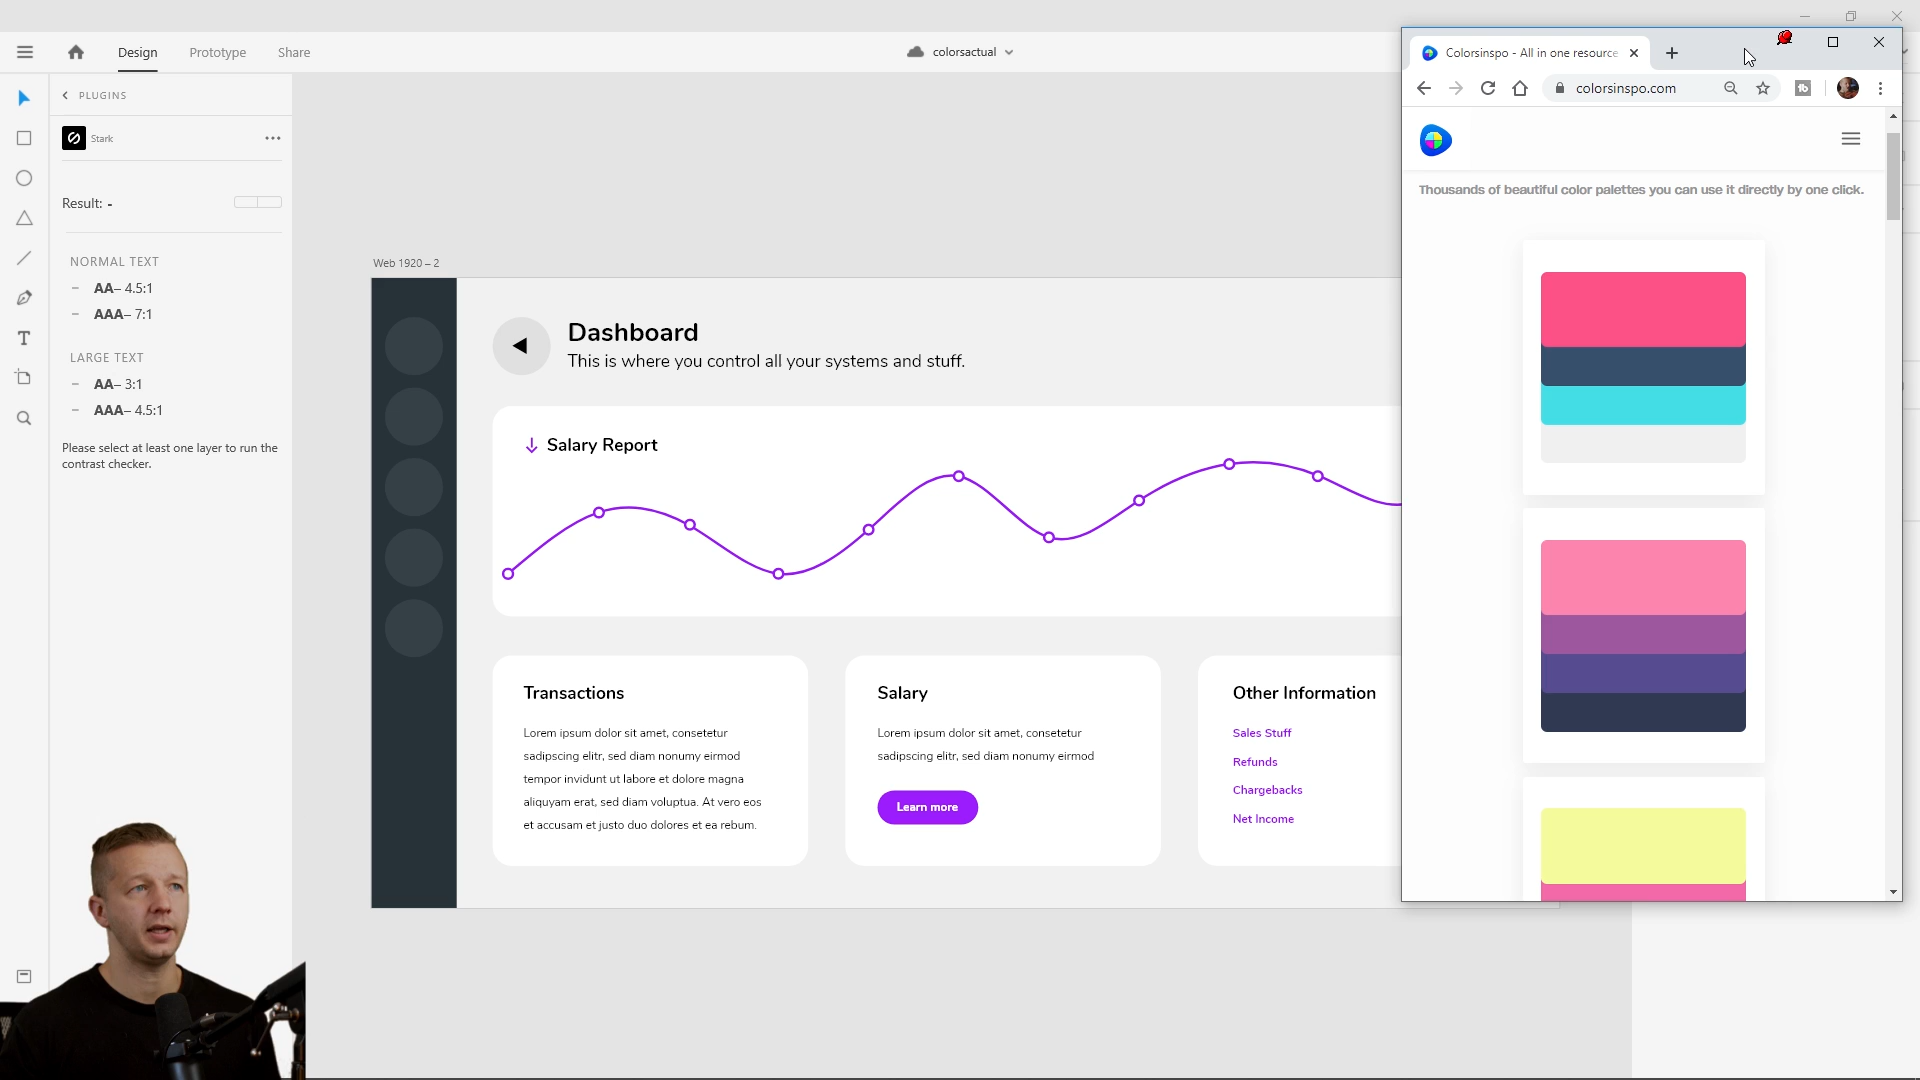 Design
Prototype
Share
colorsactual
PLUGINS
Stark
Result: -
NORMAL TEXT
– AA– 4.5:1
– AAA– 7:1
LARGE TEXT
– AA– 3:1
– AAA– 4.5:1
Please select at least one layer to run the
contrast checker.
Web 1920 – 2
Dashboard
This is where you control all your systems and stuff.
Salary Report
Transactions
Lorem ipsum dolor sit amet, consetetur
sadipscing elitr, sed diam nonumy eirmod
tempor invidunt ut labore et dolore magna
aliquyam erat, sed diam voluptua. At vero eos
et accusam et justo duo dolores et ea rebum.
Salary
Lorem ipsum dolor sit amet, consetetur
sadipscing elitr, sed diam nonumy eirmod
Learn more
Other Information
Sales Stuff
Refunds
Chargebacks
Net Income
Colorsinspo - All in one resource
colorsinspo.com
Thousands of beautiful color palettes you can use it directly by one click.